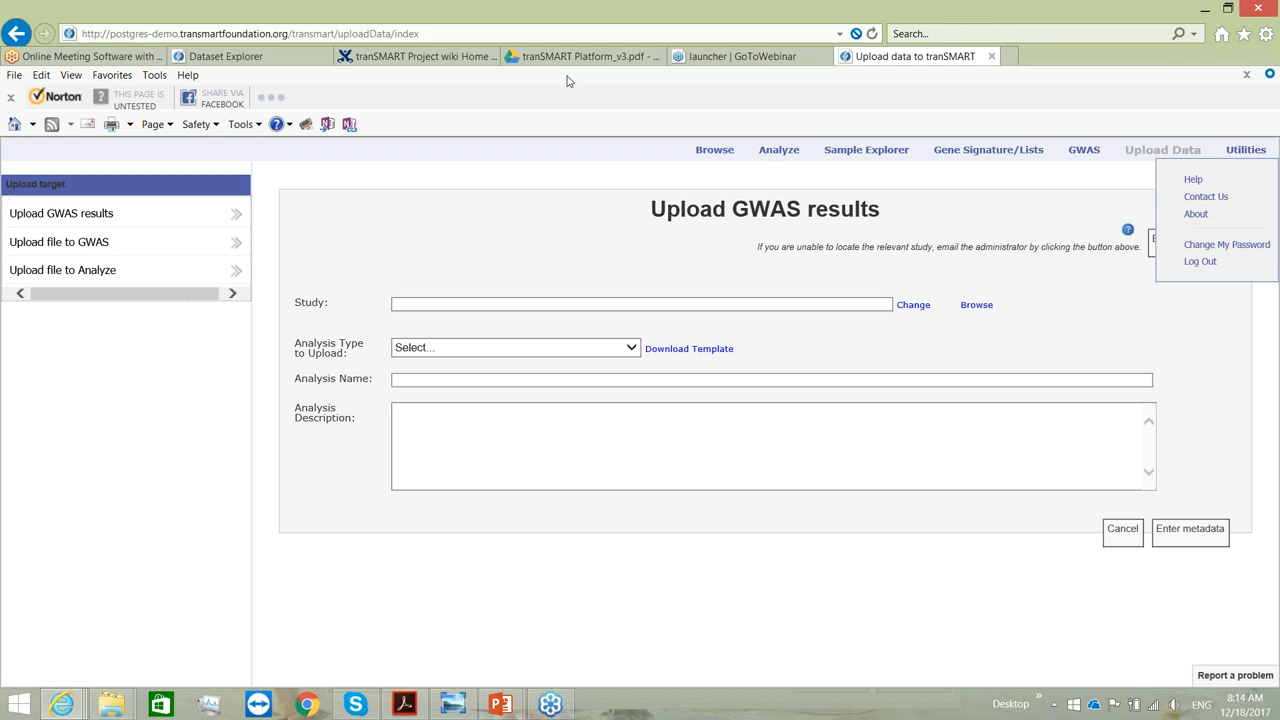 http://postgres-demo.transmartfoundation.org/transmart/uploadData/index
Search...
Online Meeting Software with ...
Dataset Explorer
tranSMART Project wiki Home ...
tranSMART Platform_v3.pdf - ...
launcher | GoToWebinar
Upload data to tranSMART
File Edit View Favorites Tools Help
Norton
THIS PAGE IS
UNTESTED
SHARE VIA
FACEBOOK
Page Safety Tools
Browse Analyze Sample Explorer Gene Signature/Lists GWAS Upload Data Utilities
Help
Contact Us
About
Change My Password
Log Out
Upload target
Upload GWAS results
Upload file to GWAS
Upload file to Analyze
Upload GWAS results
If you are unable to locate the relevant study, email the administrator by clicking the button above.
Study:
Change Browse
Analysis Type
to Upload:
Select...
Download Template
Analysis Name:
Analysis
Description:
Cancel Enter metadata
Report a problem
Desktop
ENG
8:14 AM
12/18/2017